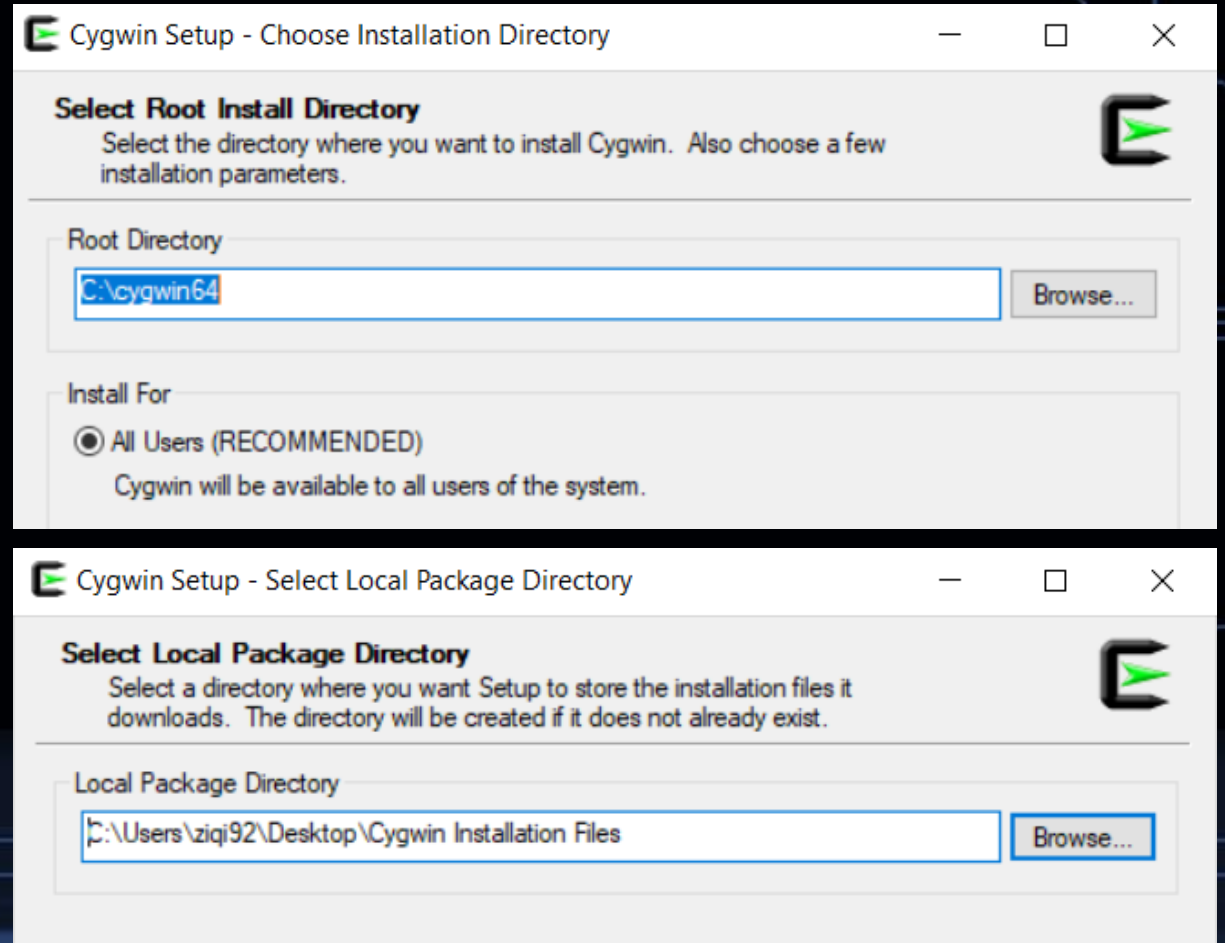 Cygwin Setup - Choose Installation Directory
Select Root Install Directory
Select the directory where you want to install Cygwin.  Also choose a few
installation parameters.
Root Directory
C:\cygwin64
Browse...
Install For
All Users (RECOMMENDED)
Cygwin will be available to all users of the system.
Cygwin Setup - Select Local Package Directory
Select Local Package Directory
Select a directory where you want Setup to store the installation files it
downloads.  The directory will be created if it does not already exist.
Local Package Directory
C:\Users\ziqi92\Desktop\Cygwin Installation Files
Browse...